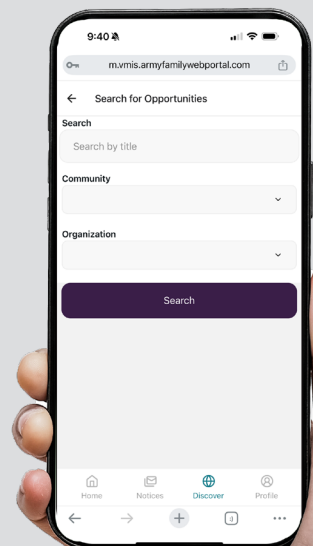 9:40
m.vmis.armyfamilywebportal.com
Search for Opportunities
Search
Search by title
Community
Organization
Search
Home Notices Discover Profile
3